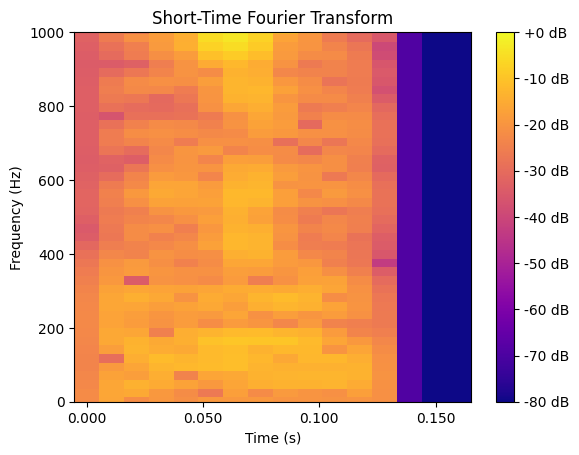 Short-Time Fourier Transform
Frequency (Hz)
1000
800
600
400
200
0
0.000
0.050
0.100
0.150
Time (s)
+0 dB
-10 dB
-20 dB
-30 dB
-40 dB
-50 dB
-60 dB
-70 dB
-80 dB